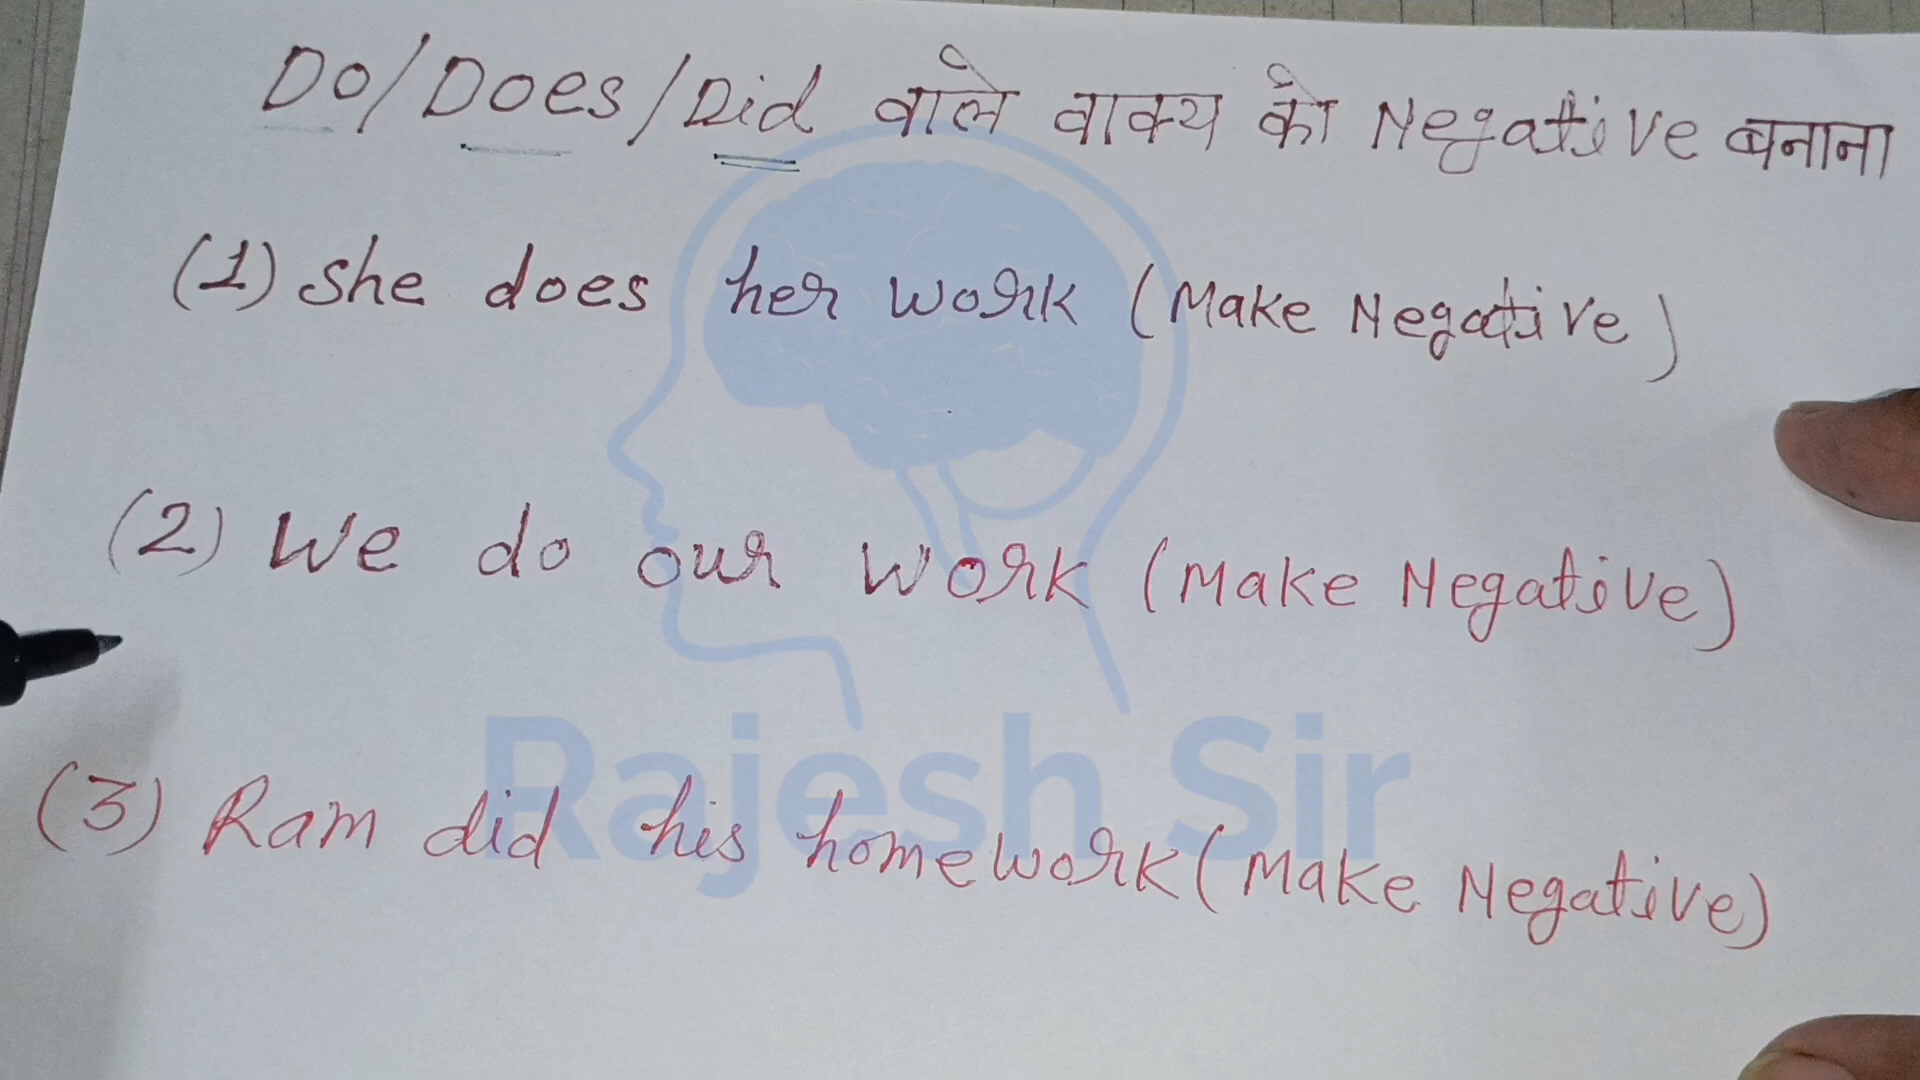 Do/Does/Did वाले वाक्य को Negative बनाना
(1) She does her work (Make Negative)
(2) We do our work (Make Negative)
Rajesh Sir
(3) Ram did his homework (Make Negative)